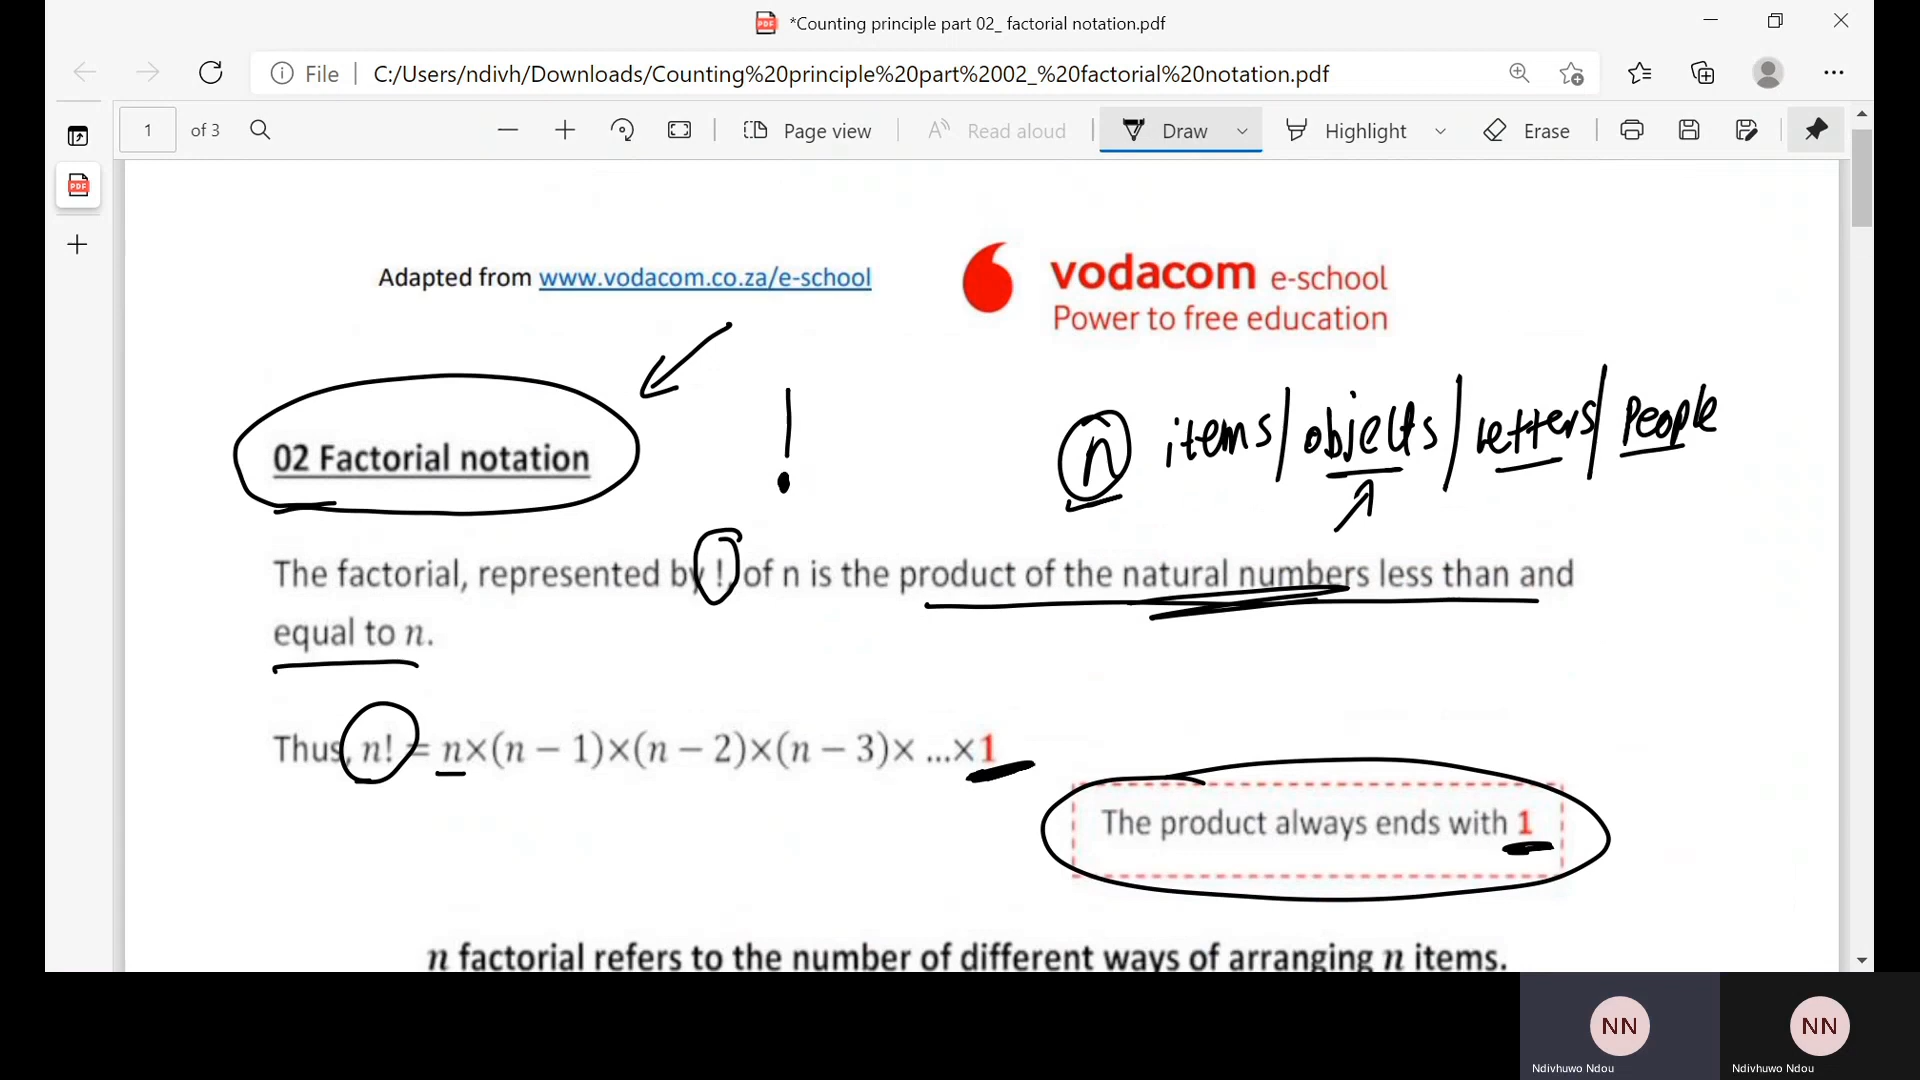 *Counting principle part 02_ factorial notation.pdf
File | C:/Users/ndivh/Downloads/Counting%20principle%20part%2002_%20factorial%20notation.pdf
1 of 3 Page view Read aloud Draw Highlight Erase
Adapted from www.vodacom.co.za/e-school
vodacom e-school
Power to free education
02 Factorial notation
!
n items/objects/letters/people
The factorial, represented by !, of n is the product of the natural numbers less than and
equal to n.
Thus, n! = n×(n − 1)×(n − 2)×(n − 3)× ...×1
The product always ends with 1
n factorial refers to the number of different ways of arranging n items.
NN NN
Ndivhuwo Ndou Ndivhuwo Ndou